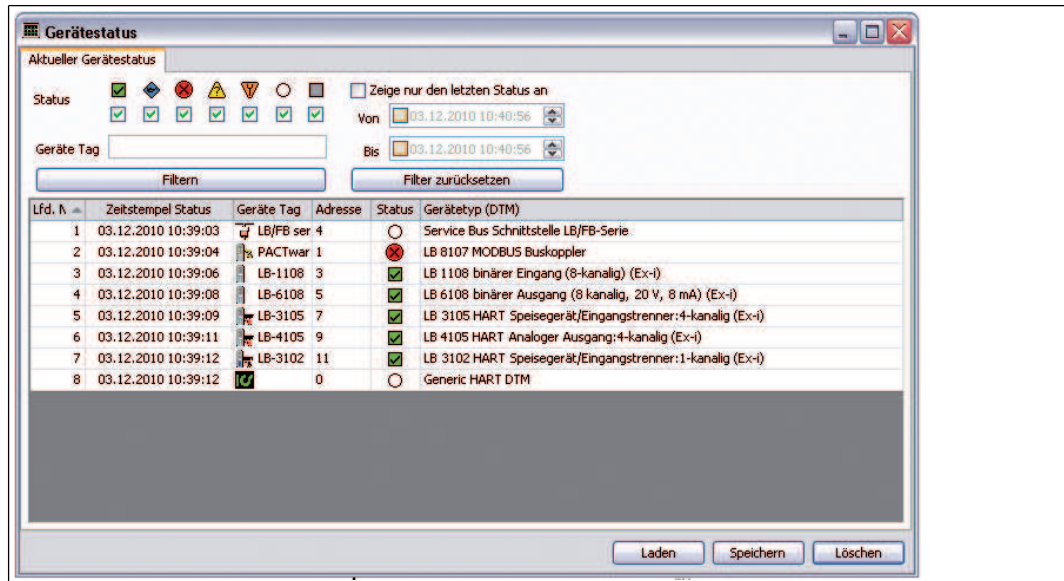 Gerätestatus
Aktueller Gerätestatus
Status
Zeige nur den letzten Status an
Von 03.12.2010 10:40:56
Geräte Tag
Bis 03.12.2010 10:40:56
Filtern Filter zurücksetzen
Lfd. N Zeitstempel Status Geräte Tag Adresse Status Gerätetyp (DTM)
1 03.12.2010 10:39:03 LB/FB ser 4 Service Bus Schnittstelle LB/FB-Serie
2 03.12.2010 10:39:04 PACTwar 1 LB 8107 MODBUS Buskoppler
3 03.12.2010 10:39:06 LB-1108 3 LB 1108 binärer Eingang (8-kanalig) (Ex-i)
4 03.12.2010 10:39:08 LB-6108 5 LB 6108 binärer Ausgang (8 kanalig, 20 V, 8 mA) (Ex-i)
5 03.12.2010 10:39:09 LB-3105 7 LB 3105 HART Speisegerät/Eingangstrenner:4-kanalig (Ex-i)
6 03.12.2010 10:39:11 LB-4105 9 LB 4105 HART Analoger Ausgang:4-kanalig (Ex-i)
7 03.12.2010 10:39:12 LB-3102 11 LB 3102 HART Speisegerät/Eingangstrenner:1-kanalig (Ex-i)
8 03.12.2010 10:39:12 0 Generic HART DTM
Laden Speichern Löschen